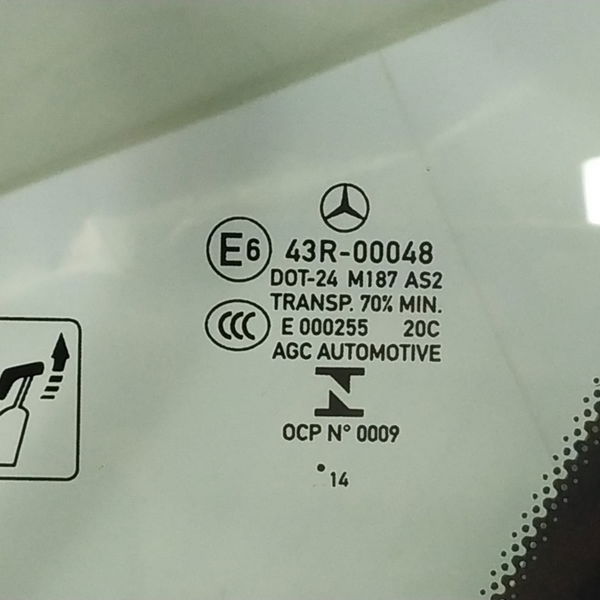 E6 43R-00048
DOT-24 M187 AS2
TRANSP. 70% MIN.
CCC E 000255 20C
AGC AUTOMOTIVE
N
OCP N° 0009
14